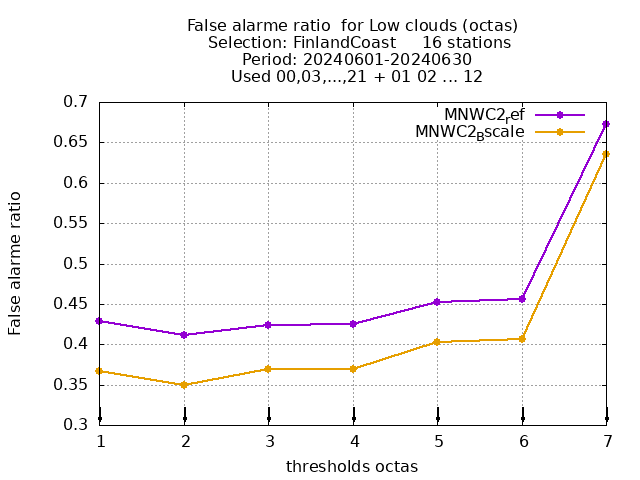 False alarme ratio  for Low clouds (octas)
Selection: FinlandCoast     16 stations
Period: 20240601-20240630
Used 00,03,...,21 + 01 02 ... 12
MNWC2ref
MNWC2Bscale
0.7
0.65
0.6
0.55
0.5
0.45
0.4
0.35
0.3
False alarme ratio
1 2 3 4 5 6 7
thresholds octas